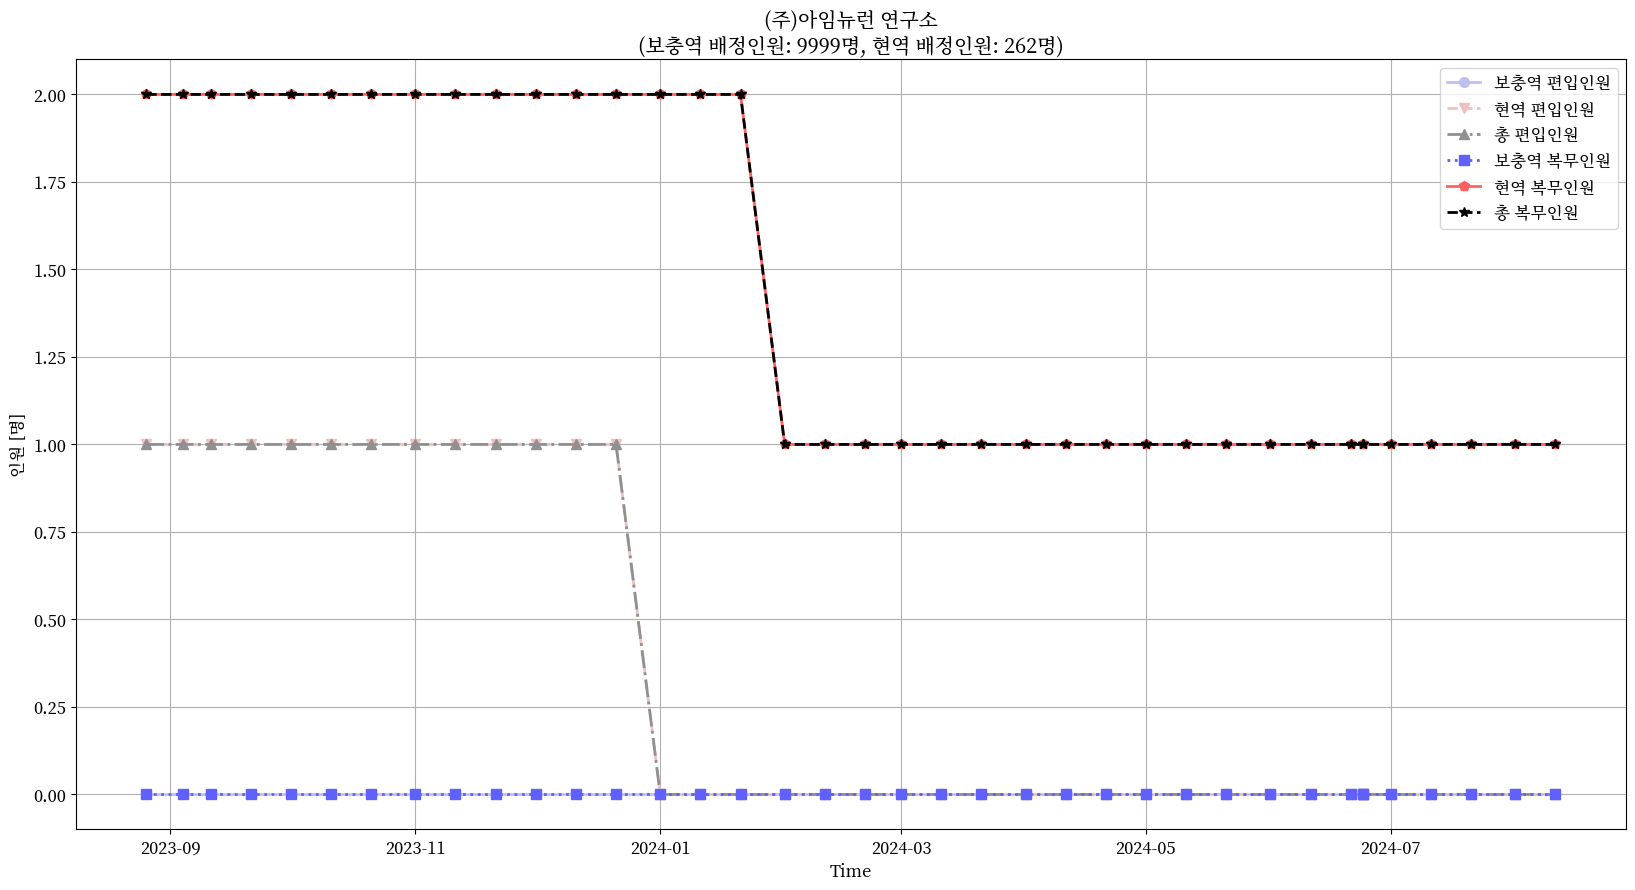 (주)아임뉴런 연구소
(보충역 배정인원: 9999명, 현역 배정인원: 262명)
보충역 편입인원
현역 편입인원
총 편입인원
보충역 복무인원
현역 복무인원
총 복무인원
2.00
1.75
1.50
1.25
1.00
0.75
0.50
0.25
0.00
인원 [명]
2023-09
2023-11
2024-01
2024-03
2024-05
2024-07
Time